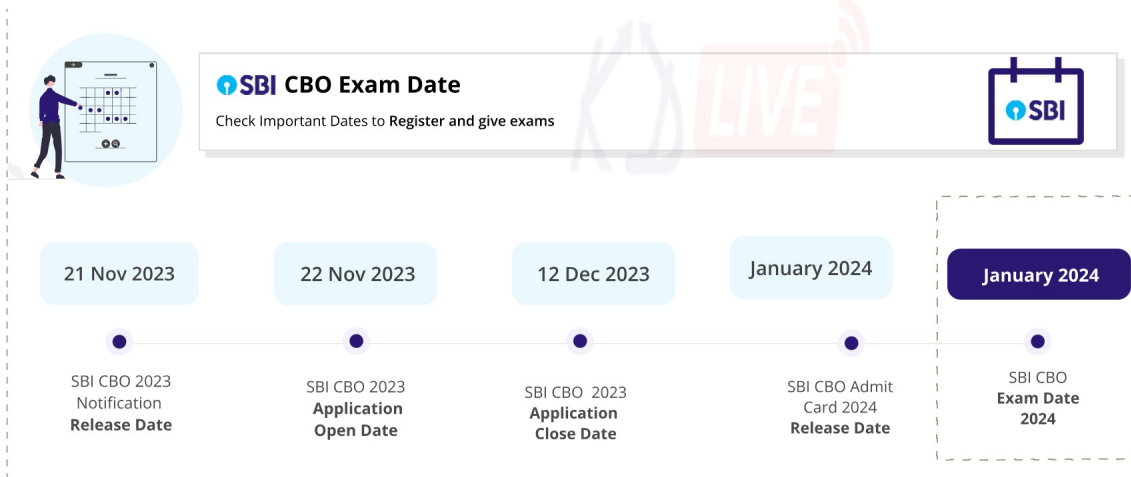 SBI CBO Exam Date
Check Important Dates to Register and give exams
LIVE
SBI
21 Nov 2023
22 Nov 2023
12 Dec 2023
January 2024
January 2024
SBI CBO 2023
Notification
Release Date
SBI CBO 2023
Application
Open Date
SBI CBO 2023
Application
Close Date
SBI CBO Admit
Card 2024
Release Date
SBI CBO
Exam Date
2024